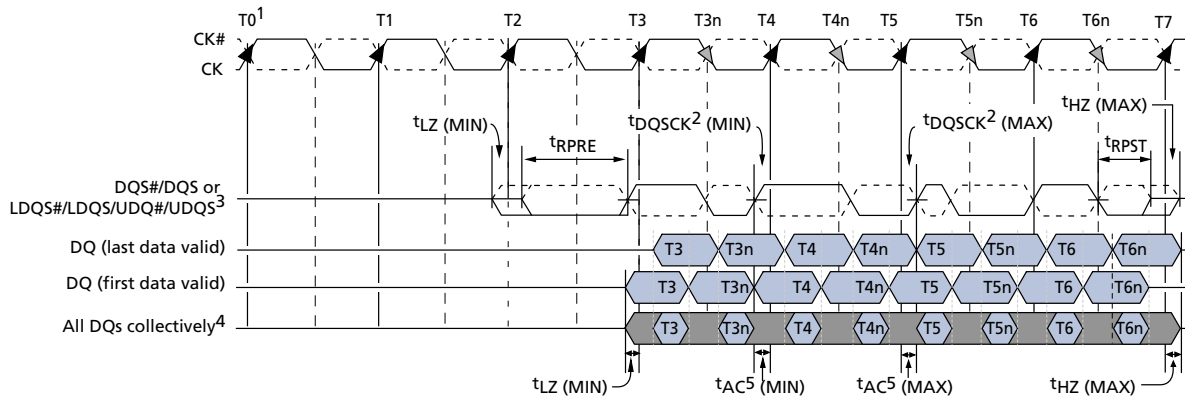 T0¹ T1 T2 T3 T3n T4 T4n T5 T5n T6 T6n T7
CK#
CK
tHZ (MAX)
tLZ (MIN) tDQSCK² (MIN) tDQSCK² (MAX)
tRPRE tRPST
DQS#/DQS or
LDQS#/LDQS/UDQ#/UDQS³
DQ (last data valid) T3 T3n T4 T4n T5 T5n T6 T6n
DQ (first data valid) T3 T3n T4 T4n T5 T5n T6 T6n
All DQs collectively⁴ T3 T3n T4 T4n T5 T5n T6 T6n
tLZ (MIN) tAC⁵ (MIN) tAC⁵ (MAX) tHZ (MAX)